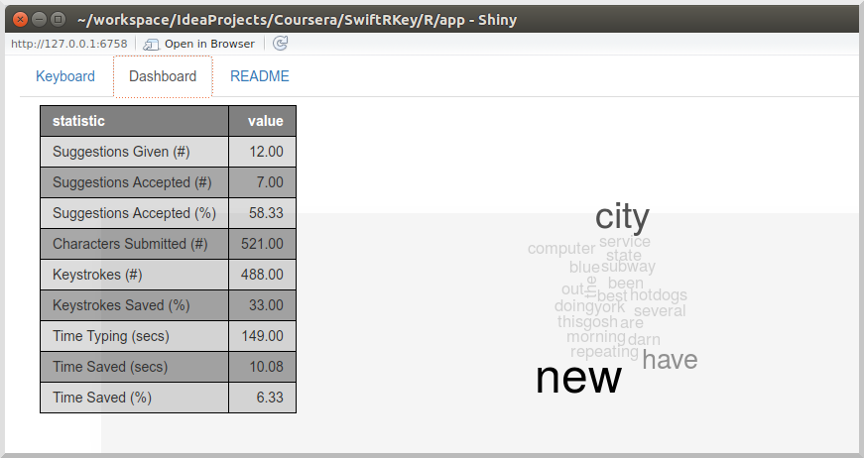 ~/workspace/IdeaProjects/Coursera/SwiftRKey/R/app - Shiny
http://127.0.0.1:6758 Open in Browser
Keyboard Dashboard README
statistic value
Suggestions Given (#) 12.00
Suggestions Accepted (#) 7.00
Suggestions Accepted (%) 58.33
Characters Submitted (#) 521.00
Keystrokes (#) 488.00
Keystrokes Saved (%) 33.00
Time Typing (secs) 149.00
Time Saved (secs) 10.08
Time Saved (%) 6.33
city
computer service
state
blue subway
the been
out best hotdogs
doing york several
this gosh are
morning darn
repeating have
new